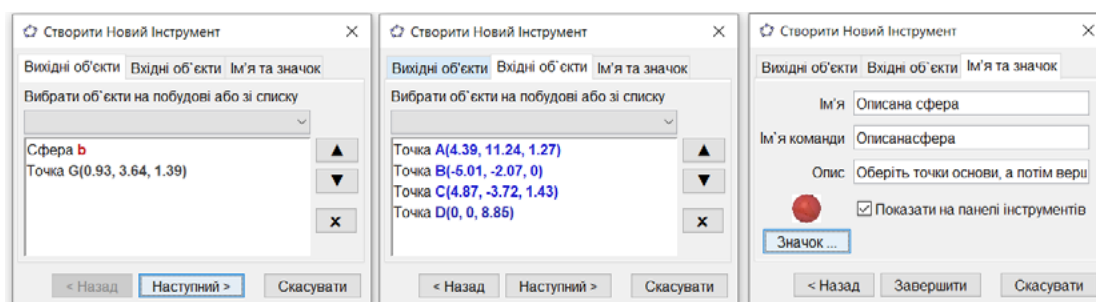 Створити Новий Інструмент
Вихідні об'єкти Вхідні об`єкти Ім'я та значок
Вибрати об`єкти на побудові або зі списку
Сфера b
Точка G(0.93, 3.64, 1.39)
< Назад Наступний > Скасувати
Створити Новий Інструмент
Вихідні об'єкти Вхідні об`єкти Ім'я та значок
Вибрати об`єкти на побудові або зі списку
Точка A(4.39, 11.24, 1.27)
Точка B(-5.01, -2.07, 0)
Точка C(4.87, -3.72, 1.43)
Точка D(0, 0, 8.85)
< Назад Наступний > Скасувати
Створити Новий Інструмент
Вихідні об'єкти Вхідні об`єкти Ім'я та значок
Ім'я Описана сфера
Ім`я команди Описанасфера
Опис Оберіть точки основи, а потім верш
Показати на панелі інструментів
Значок ...
< Назад Завершити Скасувати